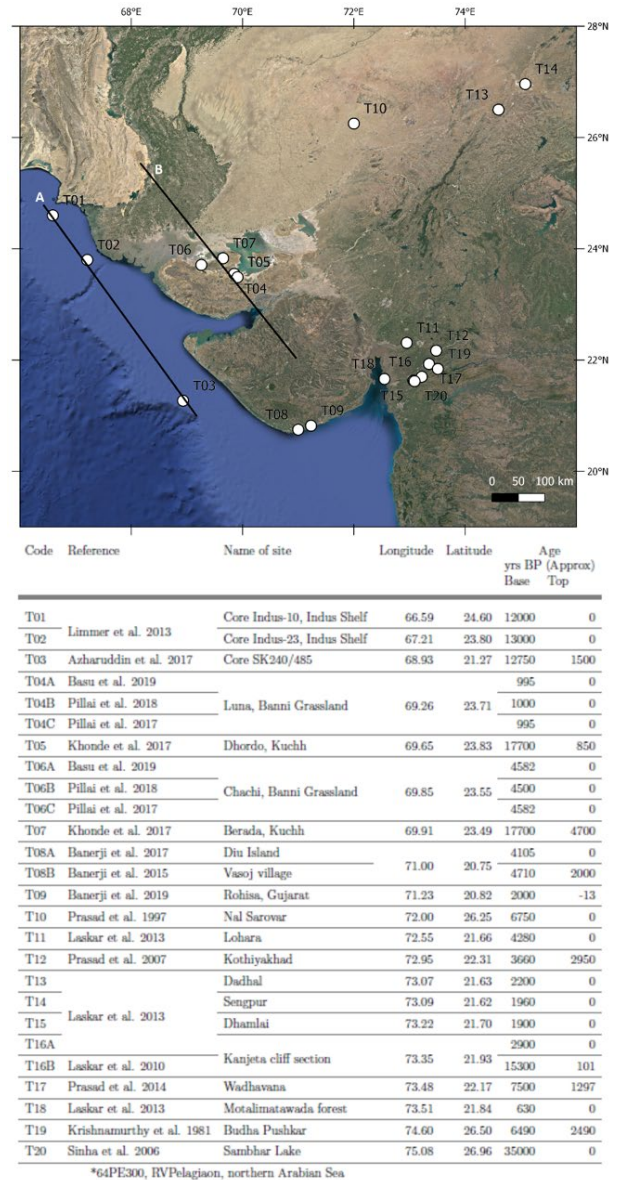 68°E 70°E 72°E 74°E
28°N
T14
T13
T10
26°N
B
A
T01
T02
T07
T06
T05
24°N
T04
T11
T12
T19
T18 T16
22°N
T17
T03
T15 T20
T08 T09
0 50 100 km
20°N
Code Reference Name of site Longitude Latitude Age
yrs BP (Approx)
Base Top
T01 Core Indus-10, Indus Shelf 66.59 24.60 12000 0
Limmer et al. 2013
T02 Core Indus-23, Indus Shelf 67.21 23.80 13000 0
T03 Azharuddin et al. 2017 Core SK240/485 68.93 21.27 12750 1500
T04A Basu et al. 2019 995 0
T04B Pillai et al. 2018 Luna, Banni Grassland 69.26 23.71 1000 0
T04C Pillai et al. 2017 995 0
T05 Khonde et al. 2017 Dhordo, Kuchh 69.65 23.83 17700 850
T06A Basu et al. 2019 4582 0
T06B Pillai et al. 2018 Chachi, Banni Grassland 69.85 23.55 4500 0
T06C Pillai et al. 2017 4582 0
T07 Khonde et al. 2017 Berada, Kuchh 69.91 23.49 17700 4700
T08A Banerji et al. 2017 Diu Island 4105 0
71.00 20.75
T08B Banerji et al. 2015 Vasoj village 4710 2000
T09 Banerji et al. 2019 Rohisa, Gujarat 71.23 20.82 2000 -13
T10 Prasad et al. 1997 Nal Sarovar 72.00 26.25 6750 0
T11 Laskar et al. 2013 Lohara 72.55 21.66 4280 0
T12 Prasad et al. 2007 Kothiyakhad 72.95 22.31 3660 2950
T13 Dadhal 73.07 21.63 2200 0
T14 Sengpur 73.09 21.62 1960 0
Laskar et al. 2013
T15 Dhamlai 73.22 21.70 1900 0
T16A 2900 0
Kanjeta cliff section 73.35 21.93
T16B Laskar et al. 2010 15300 101
T17 Prasad et al. 2014 Wadhavana 73.48 22.17 7500 1297
T18 Laskar et al. 2013 Motalimatawada forest 73.51 21.84 630 0
T19 Krishnamurthy et al. 1981 Budha Pushkar 74.60 26.50 6490 2490
T20 Sinha et al. 2006 Sambhar Lake 75.08 26.96 35000 0
*64PE300, RVPelagiaon, northern Arabian Sea